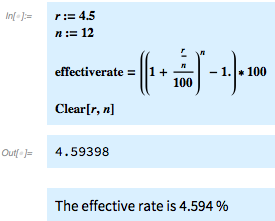 In[◦]:=
r := 4.5
n := 12
effectiverate = ((1 + r/n/100)^n - 1.) * 100
Clear[r, n]
Out[◦]=
4.59398
The effective rate is 4.594 %